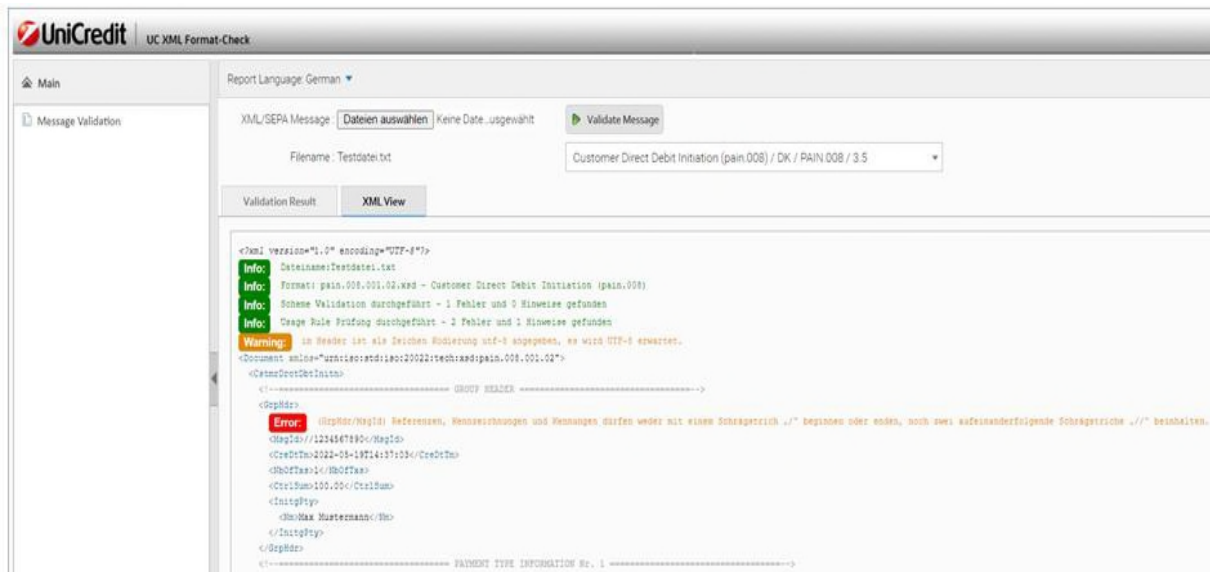 UniCredit UC XML Format-Check
Main
Message Validation
Report Language: German
XML/SEPA Message : Dateien auswählen Keine Date..usgewählt Validate Message
Filename : Testdatei.txt Customer Direct Debit Initiation (pain.008) / DK / PAIN.008 / 3.5
Validation Result XML View
<?xml version="1.0" encoding="UTF-8"?>
Info: Dateiname:Testdatei.txt
Info: Format: pain.008.001.02.xsd - Customer Direct Debit Initiation (pain.008)
Info: Schema Validation durchgeführt - 1 Fehler und 0 Hinweise gefunden
Info: Usage Rule Prüfung durchgeführt - 2 Fehler und 1 Hinweise gefunden
Warning: im Header ist als Zeichen Kodierung utf-8 angegeben, es wird UTF-8 erwartet.
<Document xmlns="urn:iso:std:iso:20022:tech:xsd:pain.008.001.02">
<CstmrDrctDbtInitn>
<!--================================== GROUP HEADER ==================================-->
<GrpHdr>
Error: (GrpHdr/MsgId) Referenzen, Kennzeichnungen und Kennungen dürfen weder mit einem Schrägstrich „/" beginnen oder enden, noch zwei aufeinanderfolgende Schrägstriche „//" beinhalten.
<MsgId>//1234567890</MsgId>
<CreDtTm>2022-05-19T14:37:05</CreDtTm>
<NbOfTxs>1</NbOfTxs>
<CtrlSum>100.00</CtrlSum>
<InitgPty>
<Nm>Max Mustermann</Nm>
</InitgPty>
</GrpHdr>
<!--================================== PAYMENT TYPE INFORMATION Nr. 1 ==================================-->